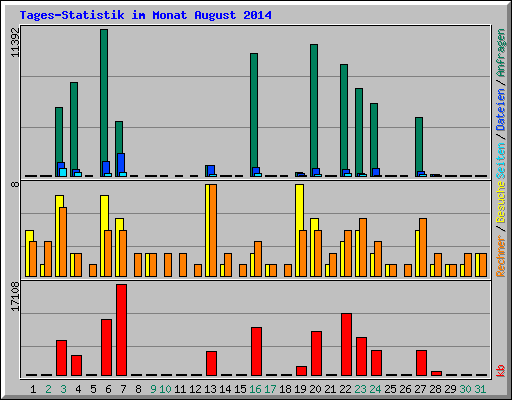 Tages-Statistik im Monat August 2014
11392
8
17108
Rechner / Besuche Seiten / Dateien / Anfragen
kb
1 2 3 4 5 6 7 8 9 10 11 12 13 14 15 16 17 18 19 20 21 22 23 24 25 26 27 28 29 30 31